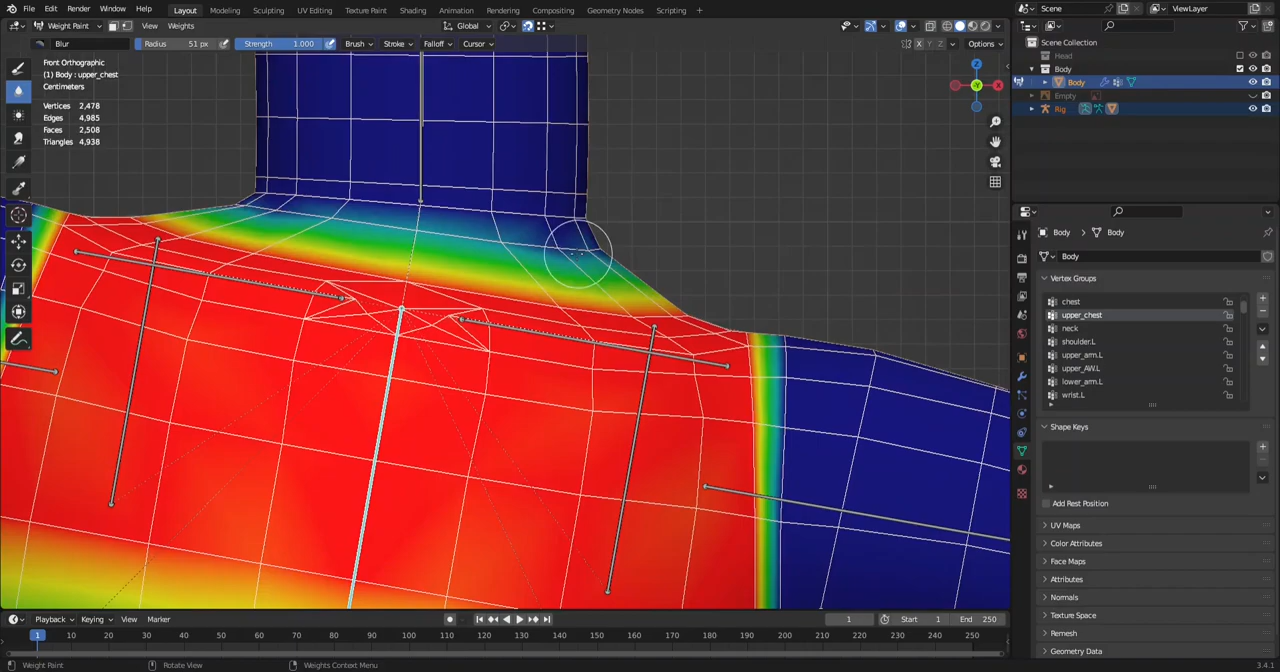 File Edit Render Window Help Layout Modeling Sculpting UV Editing Texture Paint Shading Animation Rendering Compositing Geometry Nodes Scripting + Scene ViewLayer
Weight Paint View Weights Global
Blur Radius 51 px Strength 1.000 Brush Stroke Falloff Cursor X Y Z Options
Front Orthographic
(1) Body : upper_chest
Centimeters
Vertices 2,478
Edges 4,985
Faces 2,508
Triangles 4,938
Z
Y
X
Scene Collection
Head
Body
Body
Empty
Rig
Body Body
Body
Vertex Groups
chest
upper_chest
neck
shoulder.L
upper_arm.L
upper_AW.L
lower_arm.L
wrist.L
Shape Keys
Add Rest Position
UV Maps
Color Attributes
Face Maps
Attributes
Normals
Texture Space
Remesh
Geometry Data
Playback Keying View Marker 1 Start 1 End 250
1 10 20 30 40 50 60 70 80 90 100 110 120 130 140 150 160 170 180 190 200 210 220 230 240 250
Weight Paint Rotate View Weights Context Menu 3.4.1